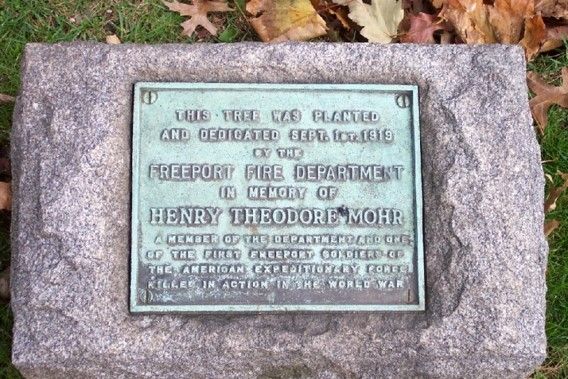 THIS TREE WAS PLANTED
AND DEDICATED SEPT. 1ST. 1919
BY THE
FREEPORT FIRE DEPARTMENT
IN MEMORY OF
HENRY THEODORE MOHR
A MEMBER OF THE DEPARTMENT AND ONE
OF THE FIRST FREEPORT SOLDIERS OF
THE AMERICAN EXPEDITIONARY FORCE
KILLED IN ACTION IN THE WORLD WAR